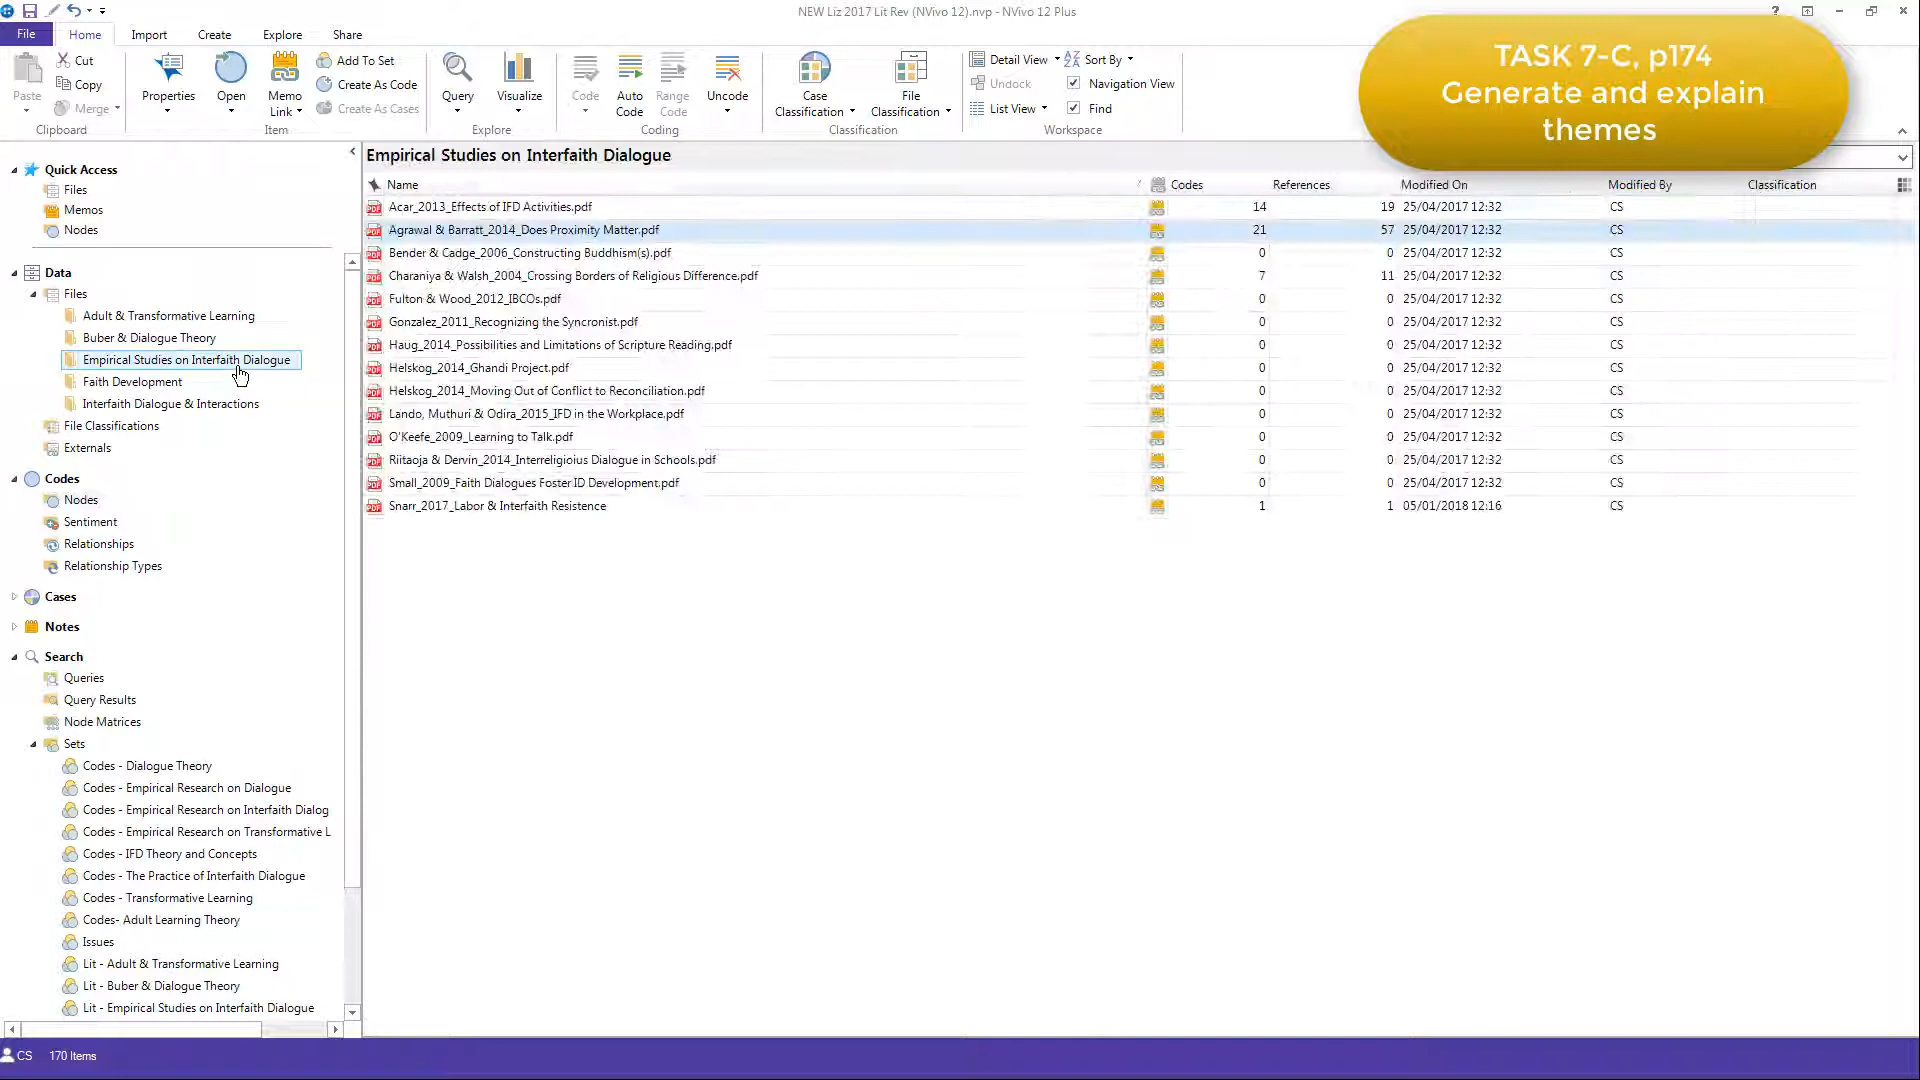 NEW Liz 2017 Lit Rev (NVivo 12).nvp - NVivo 12 Plus
?
File Home Import Create Explore Share
TASK 7-C, p174
Generate and explain
themes
Paste
Cut
Copy
Merge
Clipboard
Properties
Open
Memo
Link
Add To Set
Create As Code
Create As Cases
Item
Query
Visualize
Explore
Code
Auto
Code
Range
Code
Uncode
Coding
Case
Classification
File
Classification
Classification
Detail View
Sort By
Undock
Navigation View
List View
Find
Workspace
Quick Access
Files
Memos
Nodes
Data
Files
Adult & Transformative Learning
Buber & Dialogue Theory
Empirical Studies on Interfaith Dialogue
Faith Development
Interfaith Dialogue & Interactions
File Classifications
Externals
Codes
Nodes
Sentiment
Relationships
Relationship Types
Cases
Notes
Search
Queries
Query Results
Node Matrices
Sets
Codes - Dialogue Theory
Codes - Empirical Research on Dialogue
Codes - Empirical Research on Interfaith Dialog
Codes - Empirical Research on Transformative L
Codes - IFD Theory and Concepts
Codes - The Practice of Interfaith Dialogue
Codes - Transformative Learning
Codes- Adult Learning Theory
Issues
Lit - Adult & Transformative Learning
Lit - Buber & Dialogue Theory
Lit - Empirical Studies on Interfaith Dialogue
Empirical Studies on Interfaith Dialogue
Name Codes References Modified On Modified By Classification
Acar_2013_Effects of IFD Activities.pdf 14 19 25/04/2017 12:32 CS
Agrawal & Barratt_2014_Does Proximity Matter.pdf 21 57 25/04/2017 12:32 CS
Bender & Cadge_2006_Constructing Buddhism(s).pdf 0 0 25/04/2017 12:32 CS
Charaniya & Walsh_2004_Crossing Borders of Religious Difference.pdf 7 11 25/04/2017 12:32 CS
Fulton & Wood_2012_IBCOs.pdf 0 0 25/04/2017 12:32 CS
Gonzalez_2011_Recognizing the Syncronist.pdf 0 0 25/04/2017 12:32 CS
Haug_2014_Possibilities and Limitations of Scripture Reading.pdf 0 0 25/04/2017 12:32 CS
Helskog_2014_Ghandi Project.pdf 0 0 25/04/2017 12:32 CS
Helskog_2014_Moving Out of Conflict to Reconciliation.pdf 0 0 25/04/2017 12:32 CS
Lando, Muthuri & Odira_2015_IFD in the Workplace.pdf 0 0 25/04/2017 12:32 CS
O'Keefe_2009_Learning to Talk.pdf 0 0 25/04/2017 12:32 CS
Riitaoja & Dervin_2014_Interreligioius Dialogue in Schools.pdf 0 0 25/04/2017 12:32 CS
Small_2009_Faith Dialogues Foster ID Development.pdf 0 0 25/04/2017 12:32 CS
Snarr_2017_Labor & Interfaith Resistence 1 1 05/01/2018 12:16 CS
CS 170 Items